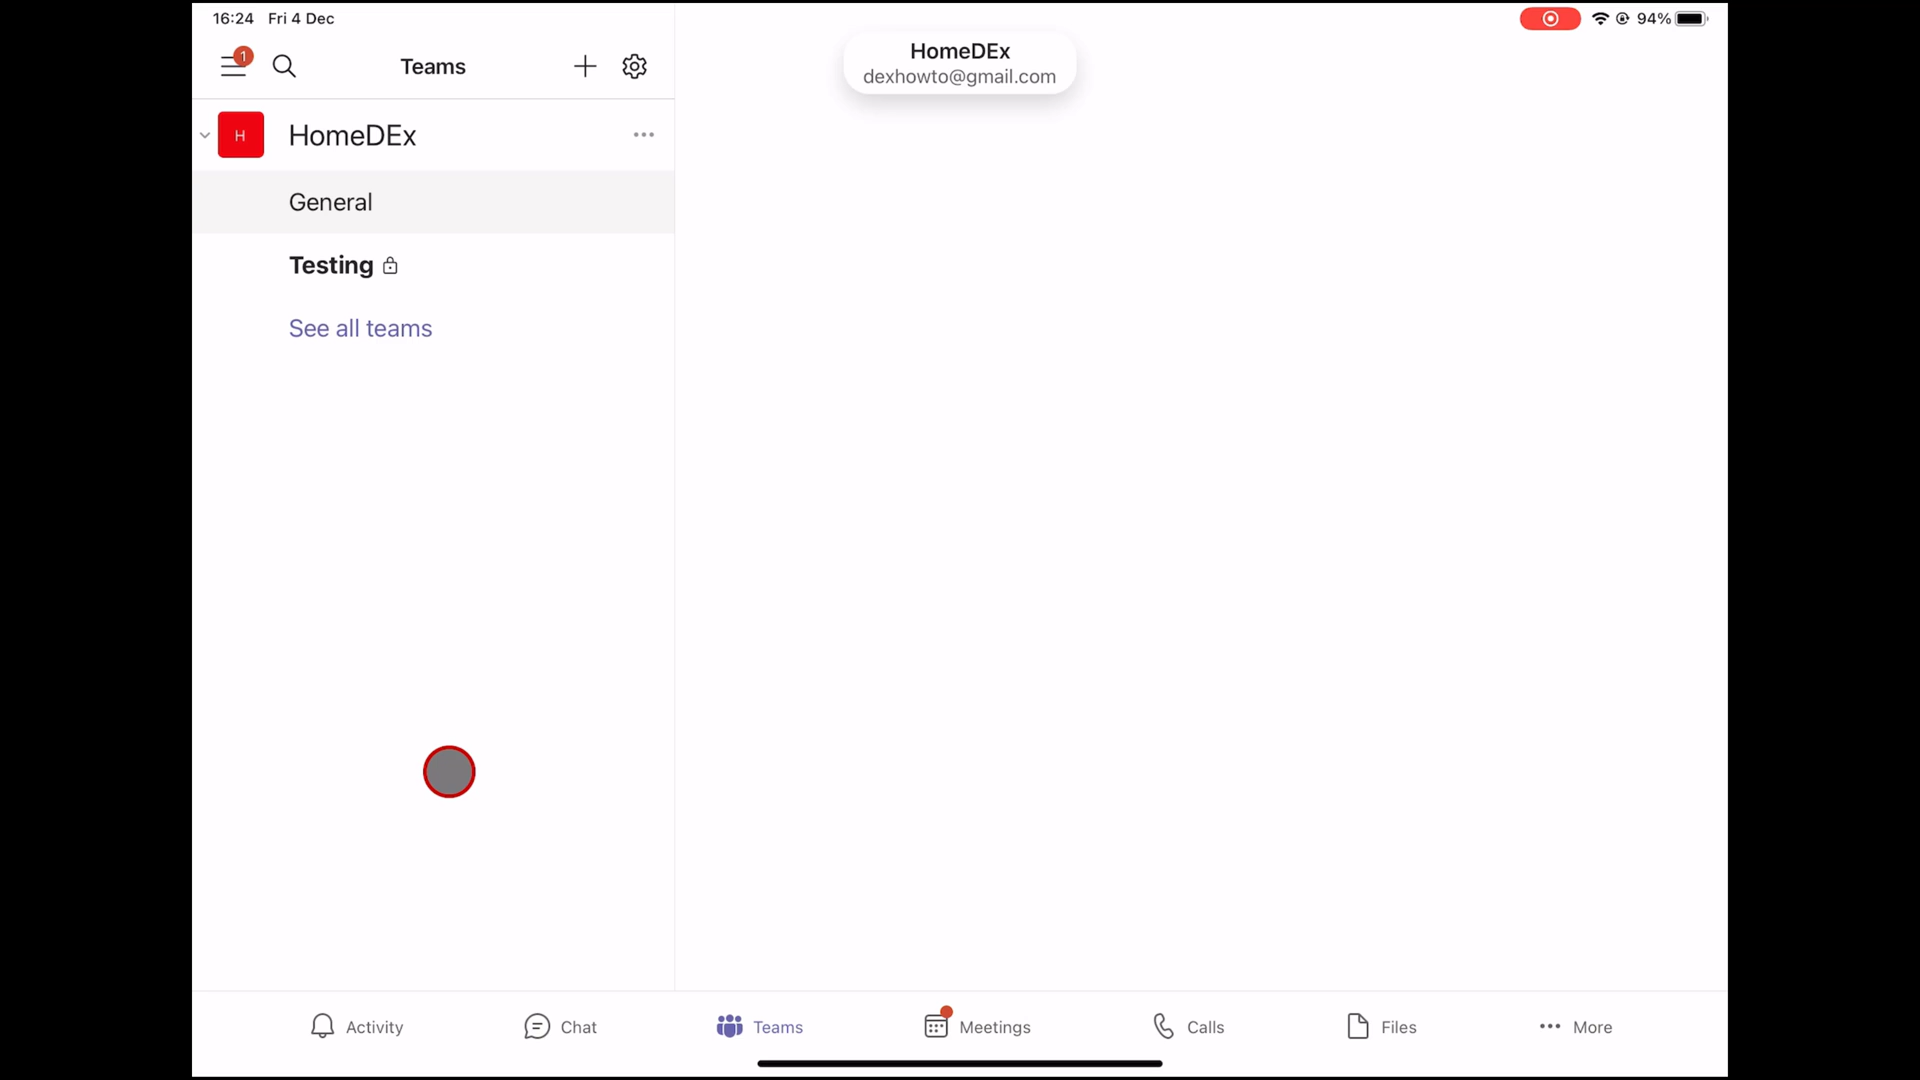 16:24 Fri 4 Dec
94%
1
Teams
HomeDEx
dexhowto@gmail.com
H
HomeDEx
General
Testing
See all teams
Activity
Chat
Teams
Meetings
Calls
Files
More